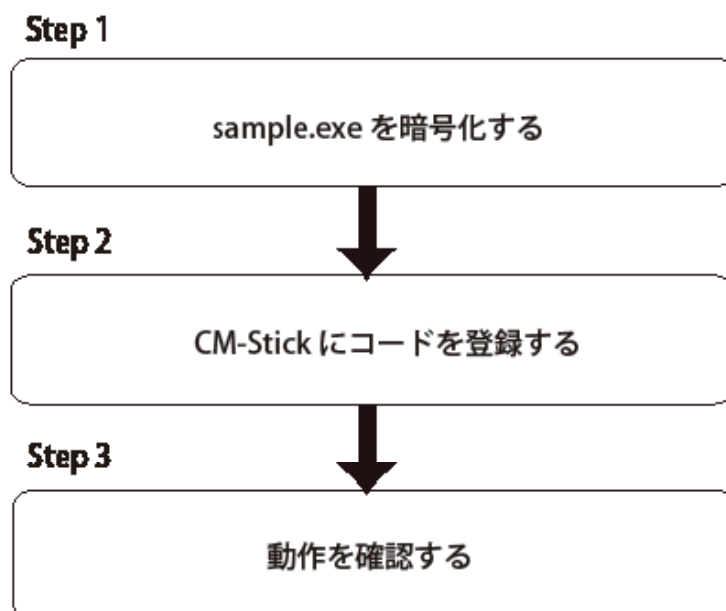 Step 1
sample.exe を暗号化する
Step 2
CM-Stick にコードを登録する
Step 3
動作を確認する